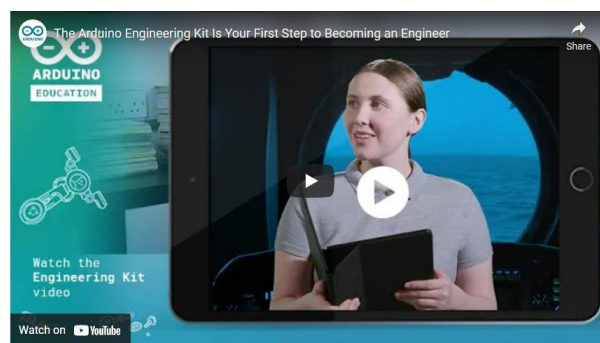 The Arduino Engineering Kit Is Your First Step to Becoming an Engineer
Share
ARDUINO
ARDUINO
EDUCATION
Watch the
Engineering Kit
video
Watch on YouTube